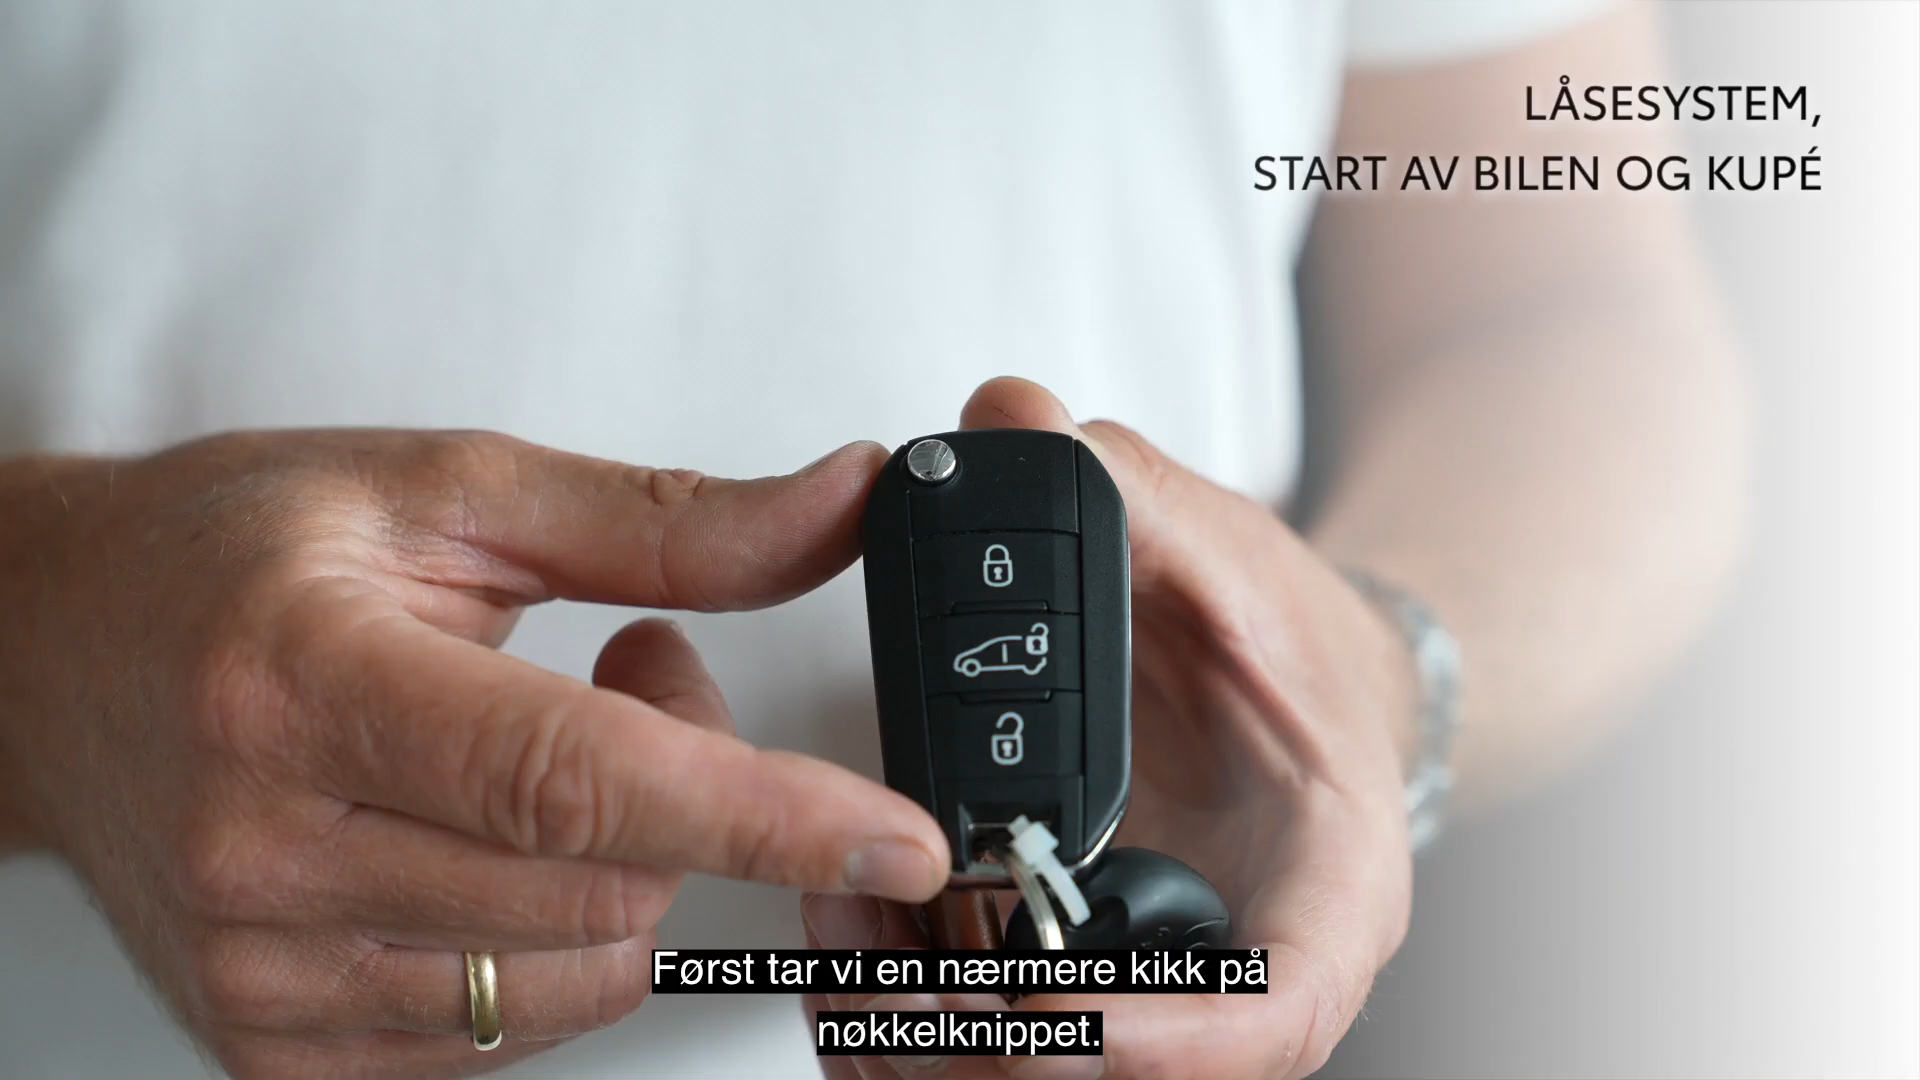 LÅSESYSTEM,
START AV BILEN OG KUPÉ
Først tar vi en nærmere kikk på
nøkkelknippet.